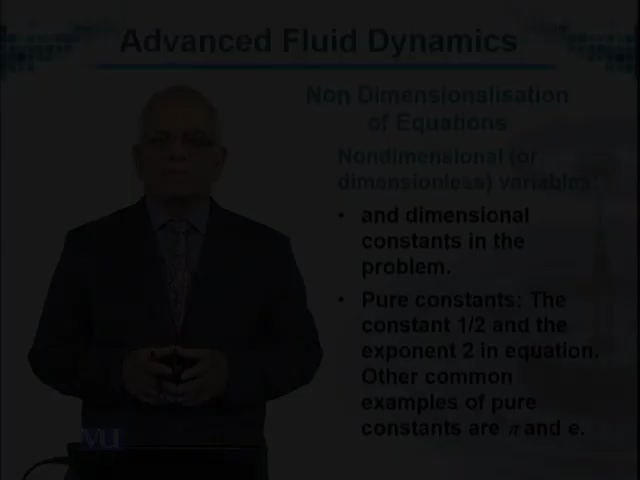 Advanced Fluid Dynamics
Non Dimensionalisation
of Equations
Nondimensional (or
dimensionless) variables:
• and dimensional
constants in the
problem.
• Pure constants: The
constant 1/2 and the
exponent 2 in equation.
Other common
examples of pure
constants are π and e.
VU